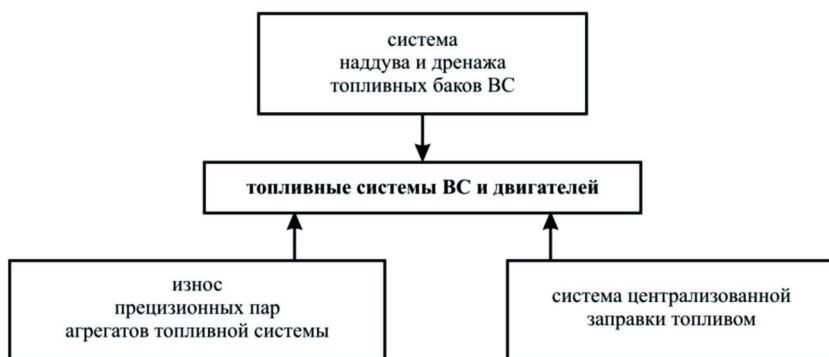 система
наддува и дренажа
топливных баков ВС
топливные системы ВС и двигателей
износ
прецизионных пар
агрегатов топливной системы
система централизованной
заправки топливом